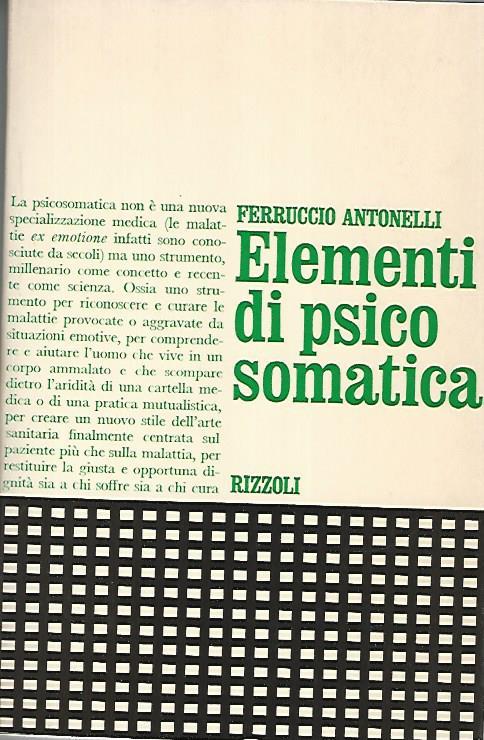 La psicosomatica non è una nuova
specializzazione medica (le malat-
tie ex emotione infatti sono cono-
sciute da secoli) ma uno strumento,
millenario come concetto e recen-
te come scienza. Ossia uno stru-
mento per riconoscere e curare le
malattie provocate o aggravate da
situazioni emotive, per comprende-
re e aiutare l'uomo che vive in un
corpo ammalato e che scompare
dietro l'aridità di una cartella me-
dica o di una pratica mutualistica,
per creare un nuovo stile dell'arte
sanitaria finalmente centrata sul
paziente più che sulla malattia, per
restituire la giusta e opportuna di-
gnità sia a chi soffre sia a chi cura
FERRUCCIO ANTONELLI
Elementi
di psico
somatica
RIZZOLI